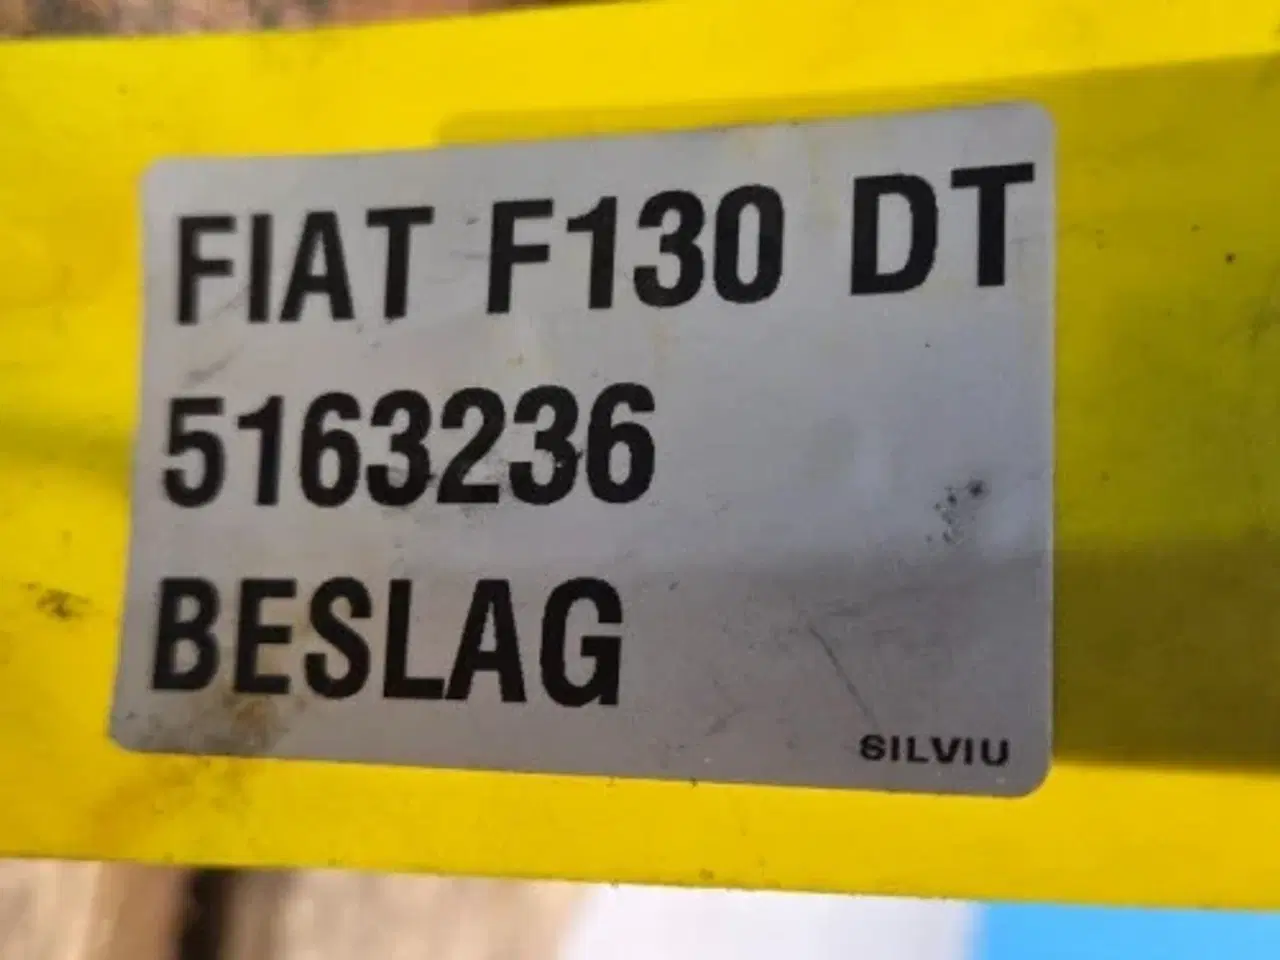 FIAT F130 DT
5163236
BESLAG
SILVIU